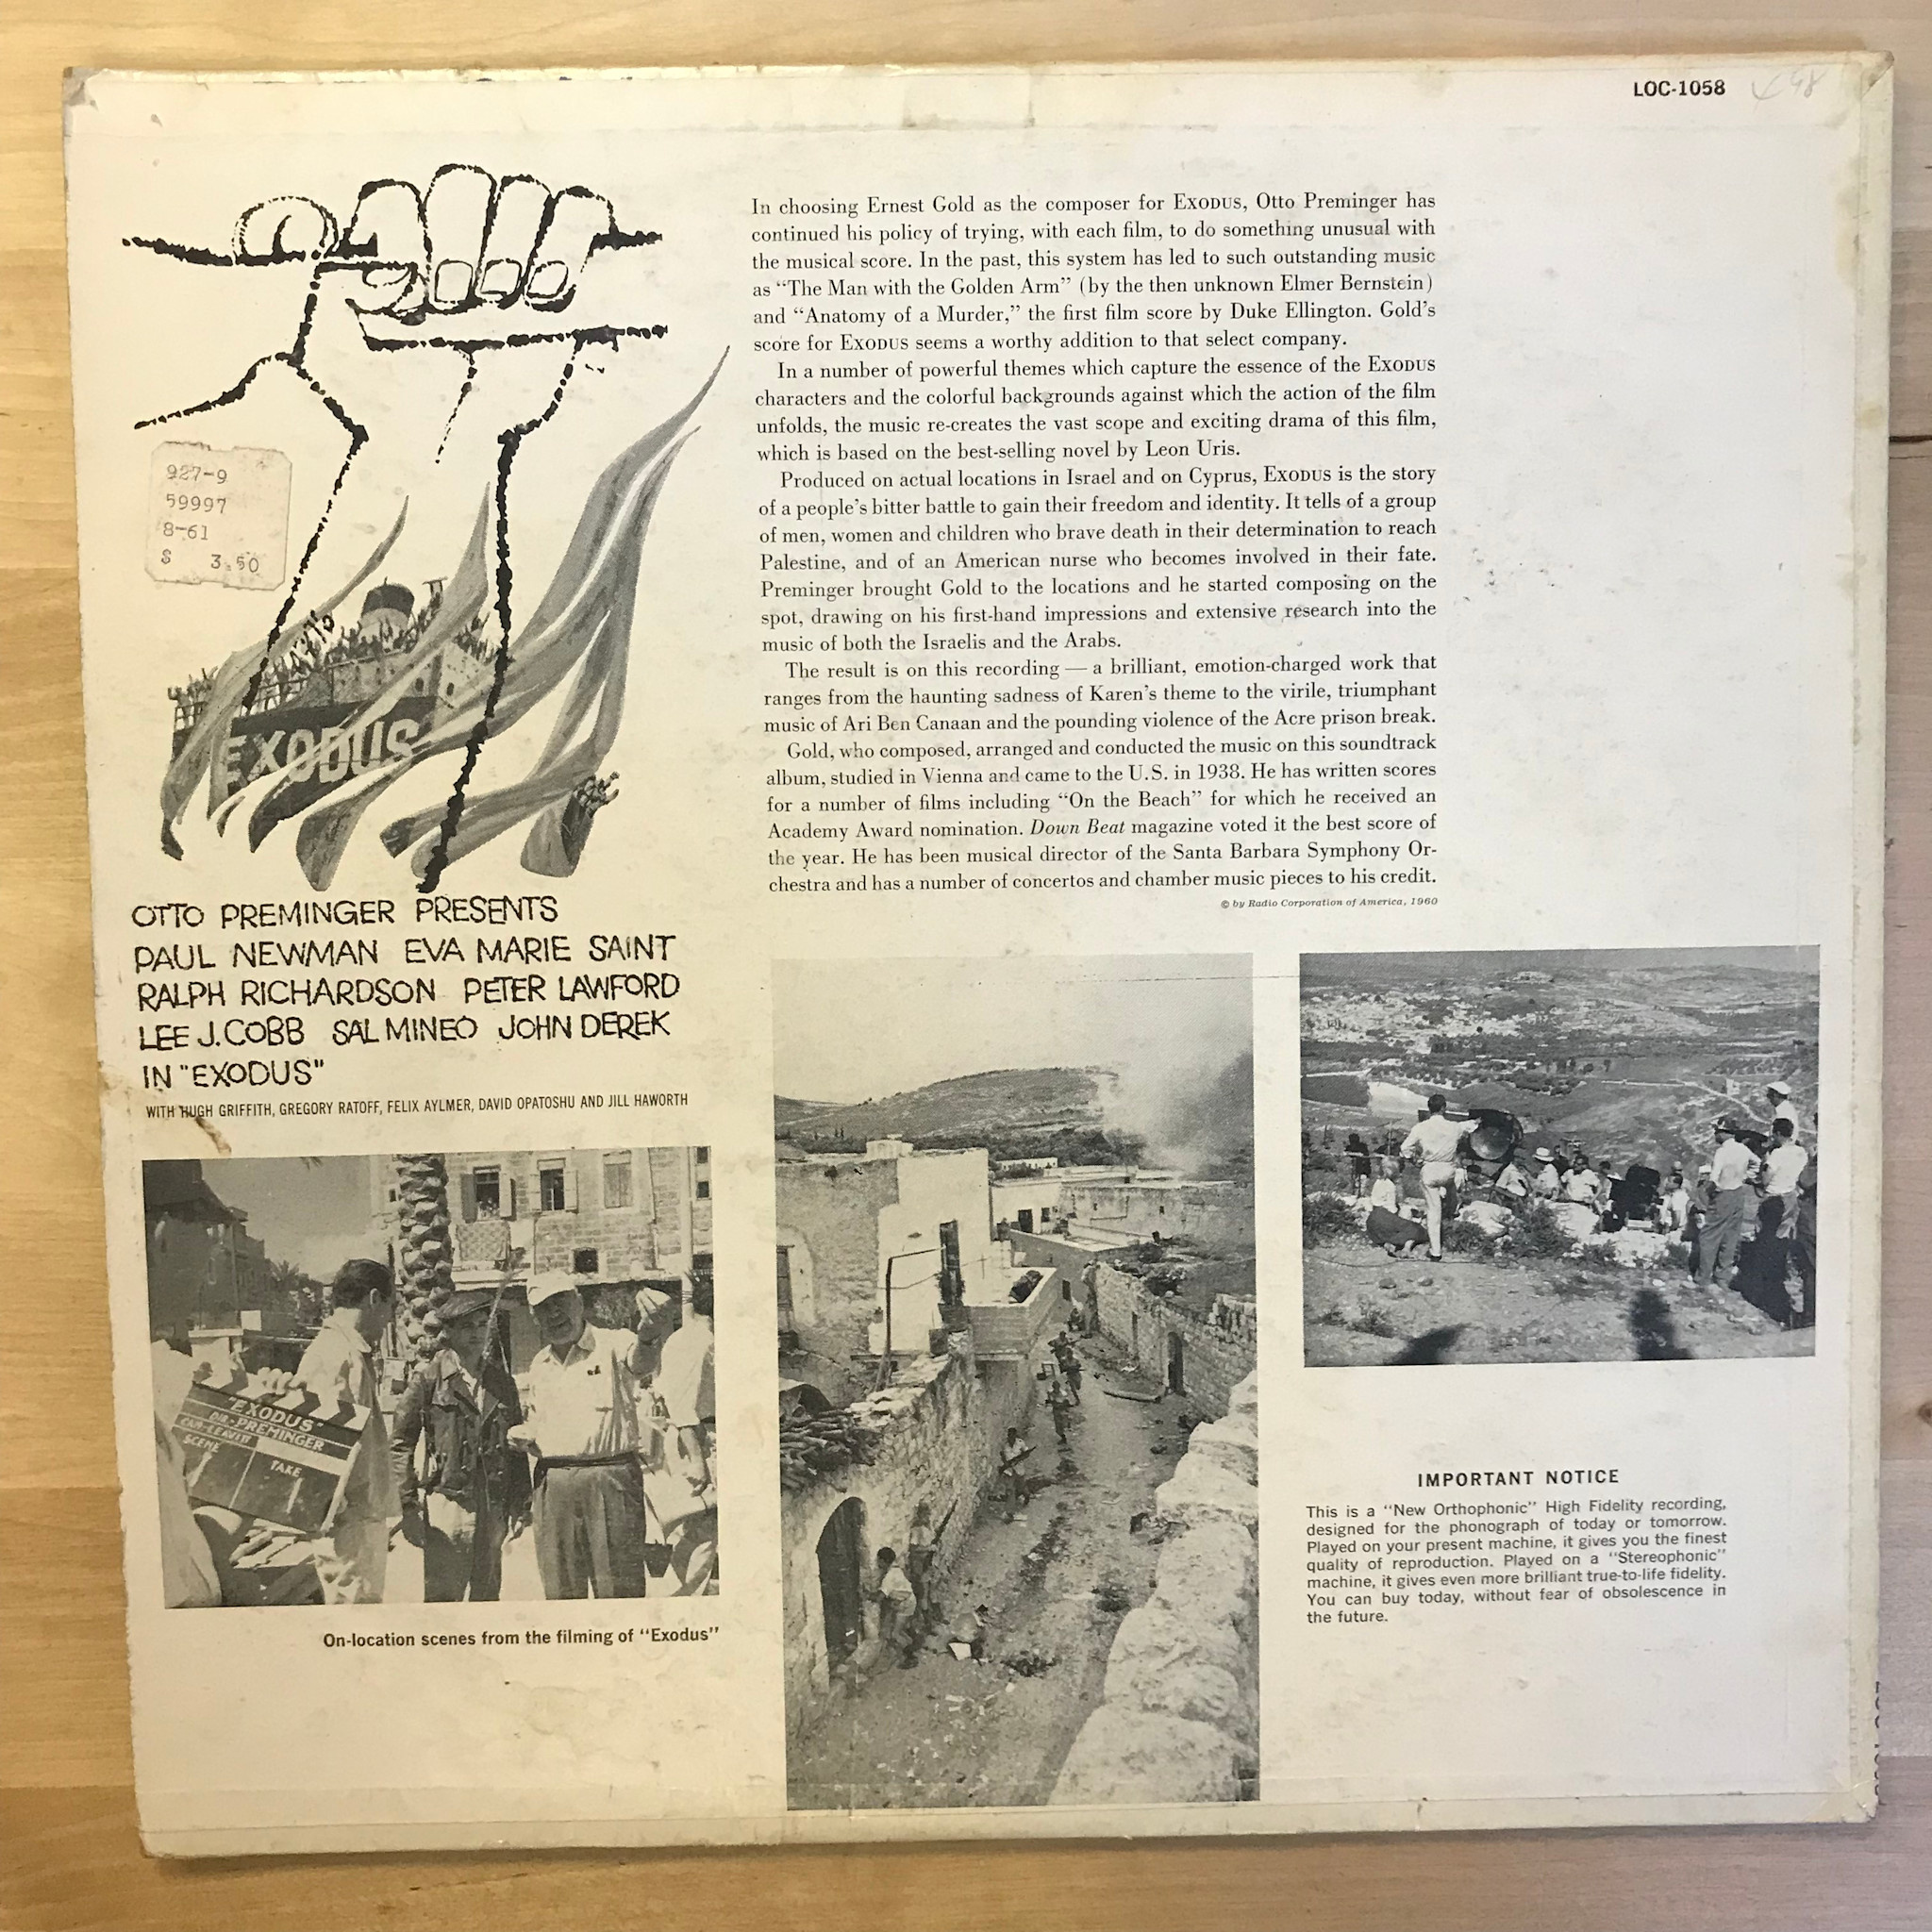 LOC-1058
927-9
59997
8-61
$ 3.50
EXODUS
OTTO PREMINGER PRESENTS
PAUL NEWMAN EVA MARIE SAINT
RALPH RICHARDSON PETER LAWFORD
LEE J. COBB SAL MINEO JOHN DEREK
IN "EXODUS"
WITH HUGH GRIFFITH, GREGORY RATOFF, FELIX AYLMER, DAVID OPATOSHU AND JILL HAWORTH
In choosing Ernest Gold as the composer for EXODUS, Otto Preminger has
continued his policy of trying, with each film, to do something unusual with
the musical score. In the past, this system has led to such outstanding music
as "The Man with the Golden Arm" (by the then unknown Elmer Bernstein)
and "Anatomy of a Murder," the first film score by Duke Ellington. Gold's
score for EXODUS seems a worthy addition to that select company.
In a number of powerful themes which capture the essence of the EXODUS
characters and the colorful backgrounds against which the action of the film
unfolds, the music re-creates the vast scope and exciting drama of this film,
which is based on the best-selling novel by Leon Uris.
Produced on actual locations in Israel and on Cyprus, EXODUS is the story
of a people's bitter battle to gain their freedom and identity. It tells of a group
of men, women and children who brave death in their determination to reach
Palestine, and of an American nurse who becomes involved in their fate.
Preminger brought Gold to the locations and he started composing on the
spot, drawing on his first-hand impressions and extensive research into the
music of both the Israelis and the Arabs.
The result is on this recording — a brilliant, emotion-charged work that
ranges from the haunting sadness of Karen's theme to the virile, triumphant
music of Ari Ben Canaan and the pounding violence of the Acre prison break.
Gold, who composed, arranged and conducted the music on this soundtrack
album, studied in Vienna and came to the U.S. in 1938. He has written scores
for a number of films including "On the Beach" for which he received an
Academy Award nomination. Down Beat magazine voted it the best score of
the year. He has been musical director of the Santa Barbara Symphony Or-
chestra and has a number of concertos and chamber music pieces to his credit.
© by Radio Corporation of America, 1960
"EXODUS"
DIR.-PREMINGER
CAM-LEAVITT
SCENE
TAKE
On-location scenes from the filming of "Exodus"
IMPORTANT NOTICE
This is a "New Orthophonic" High Fidelity recording,
designed for the phonograph of today or tomorrow.
Played on your present machine, it gives you the finest
quality of reproduction. Played on a "Stereophonic"
machine, it gives even more brilliant true-to-life fidelity.
You can buy today, without fear of obsolescence in
the future.